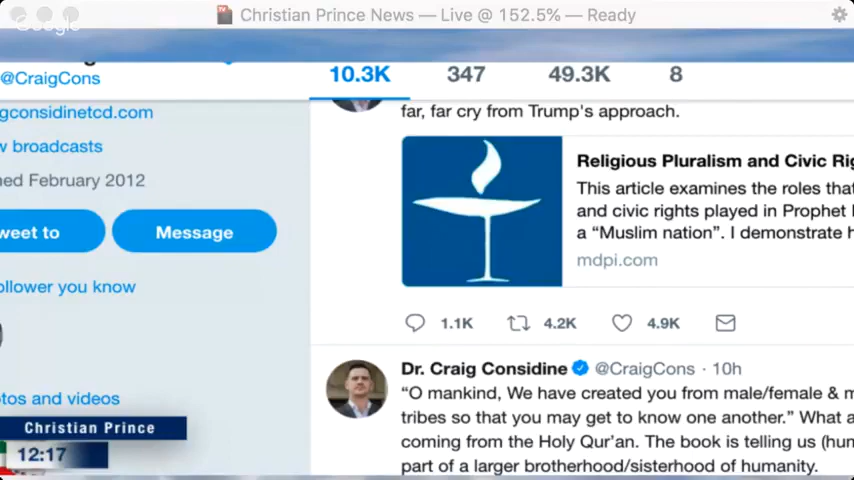 Christian Prince News — Live @ 152.5% — Ready
Google
@CraigCons
10.3K 347 49.3K 8
gconsidinetcd.com
w broadcasts
ned February 2012
weet to
Message
ollower you know
otos and videos
far, far cry from Trump's approach.
Religious Pluralism and Civic Rig
This article examines the roles that
and civic rights played in Prophet
a “Muslim nation”. I demonstrate h
mdpi.com
1.1K 4.2K 4.9K
Dr. Craig Considine @CraigCons · 10h
“O mankind, We have created you from male/female & m
tribes so that you may get to know one another.” What a
coming from the Holy Qur'an. The book is telling us (hum
part of a larger brotherhood/sisterhood of humanity.
Christian Prince
12:17